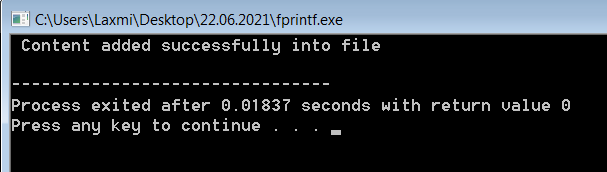 C:\Users\Laxmi\Desktop\22.06.2021\fprintf.exe
Content added successfully into file
--------------------------------
Process exited after 0.01837 seconds with return value 0
Press any key to continue . . . _